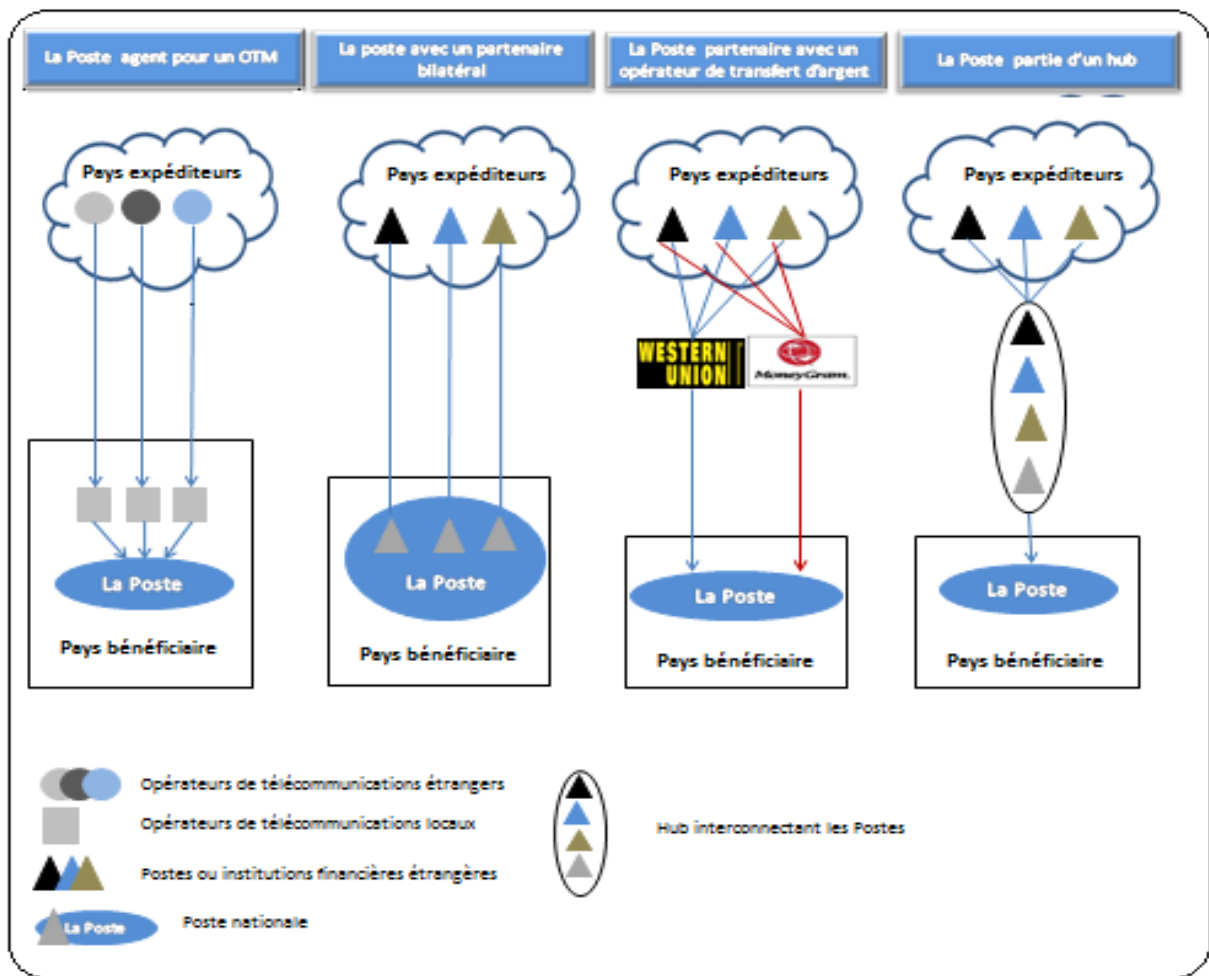 La Poste agent pour un OTM
La poste avec un partenaire
bilatéral
La Poste partenaire avec un
opérateur de transfert d'argent
La Poste partie d'un hub
Pays expéditeurs
Pays expéditeurs
Pays expéditeurs
Pays expéditeurs
WESTERN
UNION
MoneyGram.
La Poste
Pays bénéficiaire
La Poste
Pays bénéficiaire
La Poste
Pays bénéficiaire
La Poste
Pays bénéficiaire
Opérateurs de télécommunications étrangers
Opérateurs de télécommunications locaux
Postes ou institutions financières étrangères
La Poste
Poste nationale
Hub interconnectant les Postes